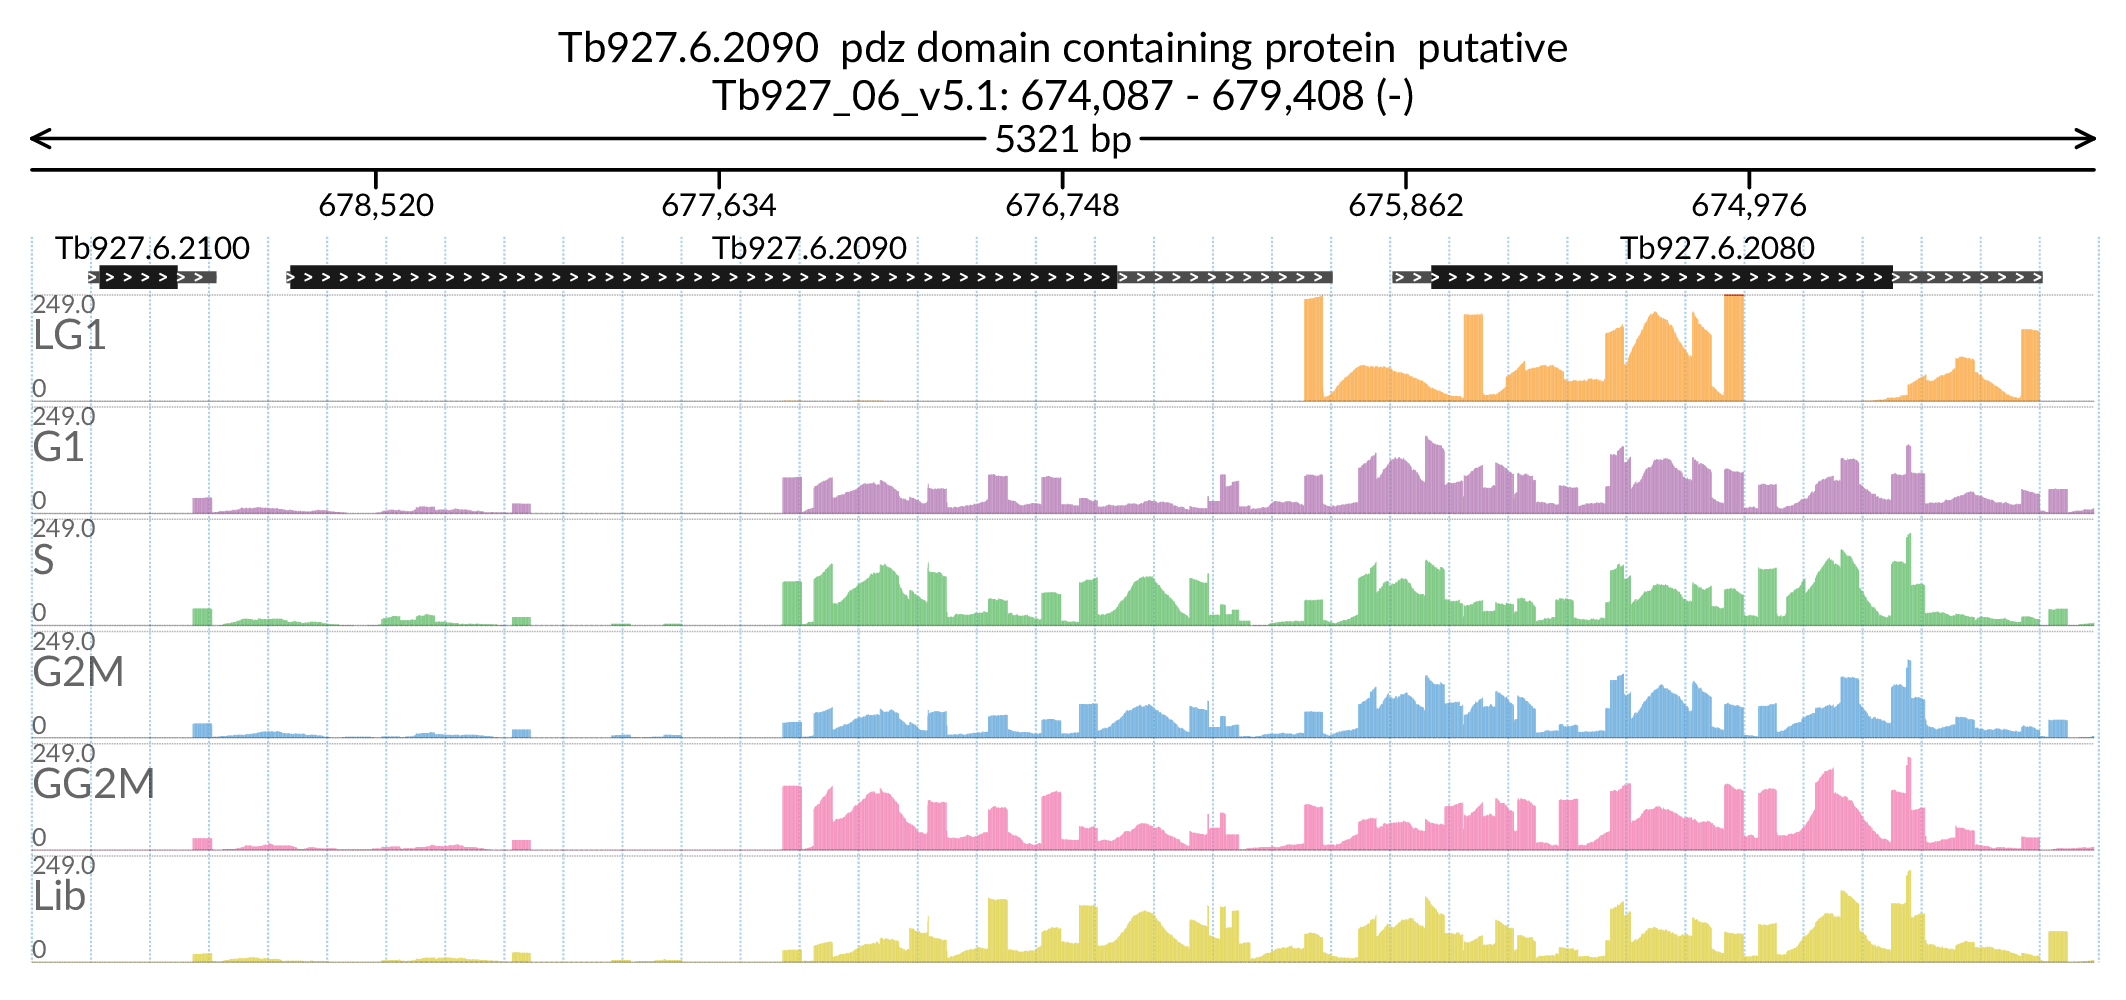 Tb927.6.2090  pdz domain containing protein  putative
Tb927_06_v5.1: 674,087 - 679,408 (-)
5321 bp
678,520 677,634 676,748 675,862 674,976
Tb927.6.2100 Tb927.6.2090 Tb927.6.2080
249.0
LG1
0
249.0
G1
0
249.0
S
0
249.0
G2M
0
249.0
GG2M
0
249.0
Lib
0